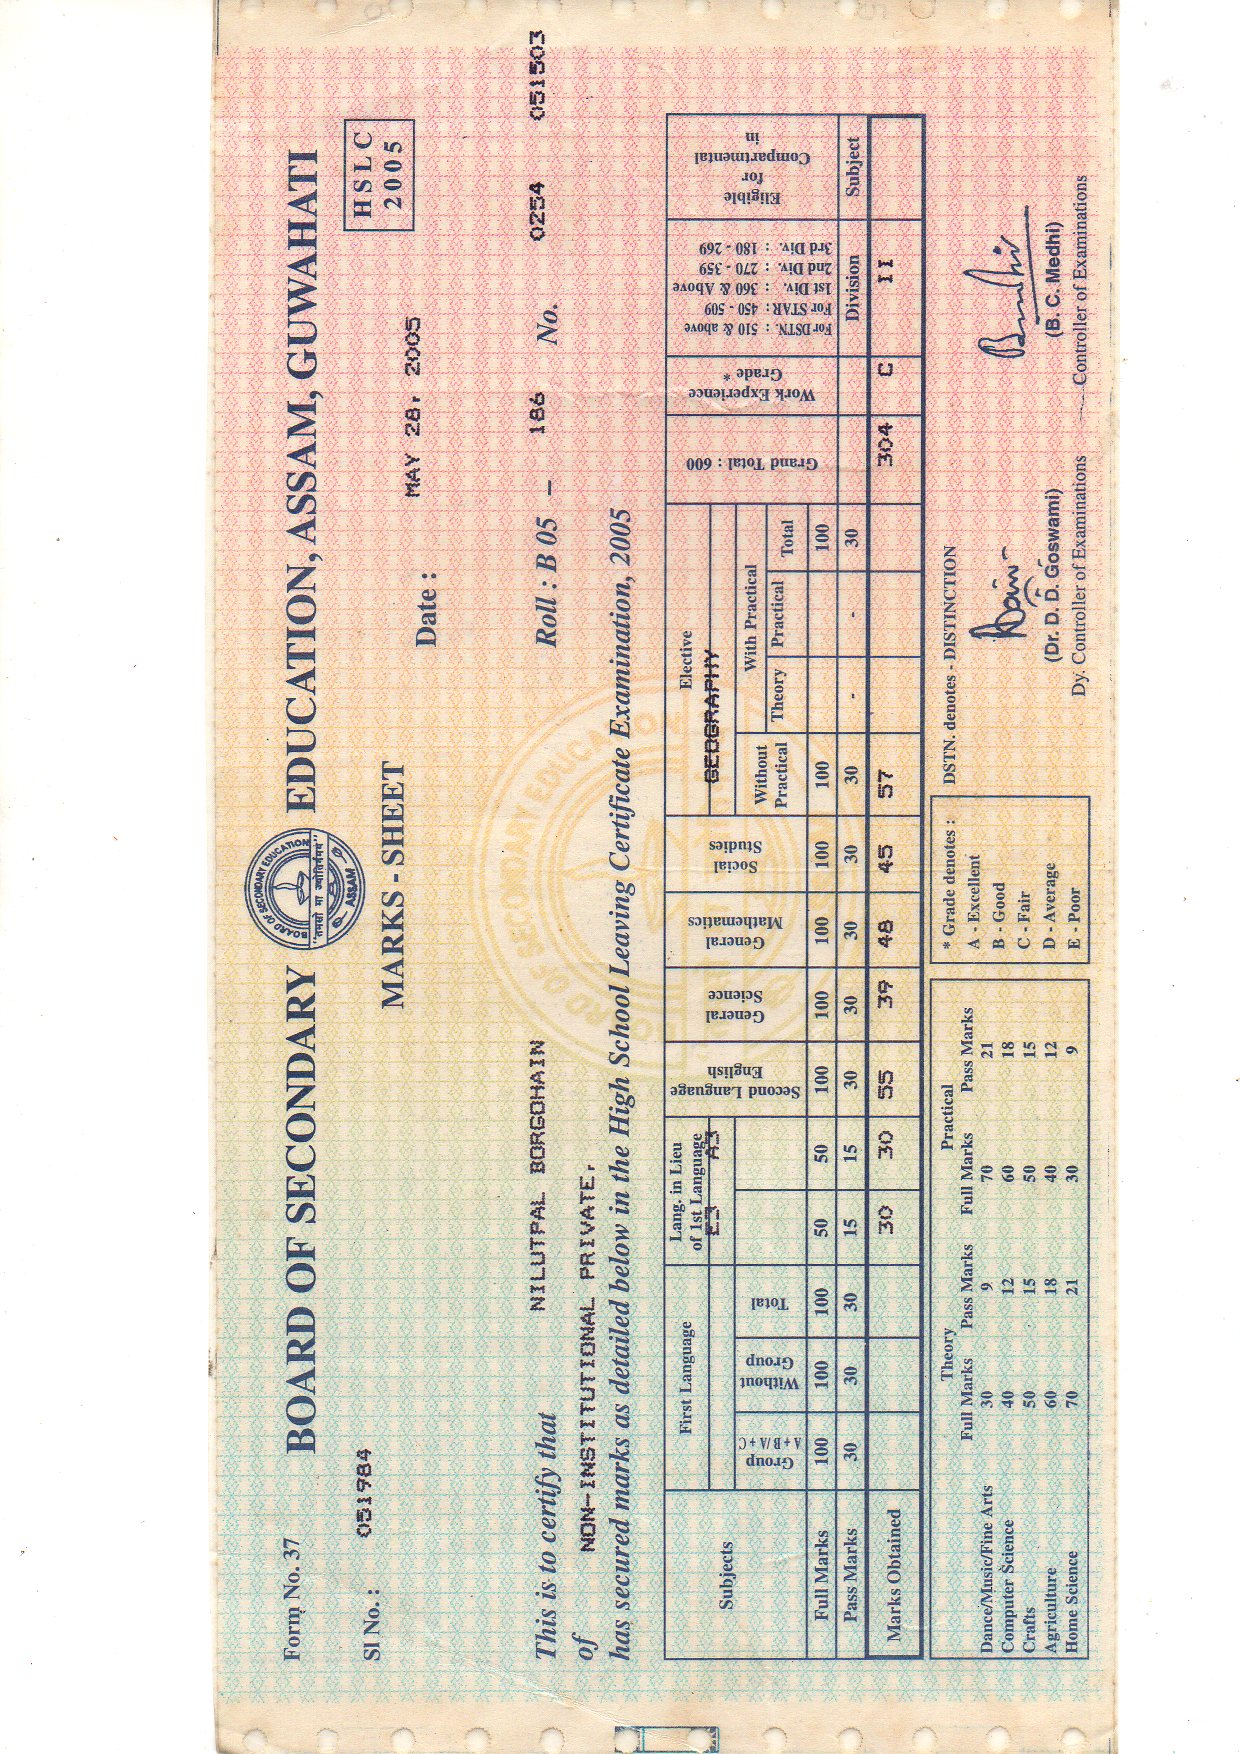 Form No. 37
BOARD OF SECONDARY EDUCATION, ASSAM, GUWAHATI
BOARD OF SECONDARY EDUCATION
"तमसो मा ज्योतिर्गमय"
ASSAM
Sl No. : 051984
MARKS - SHEET
HSLC
2005
Date : MAY 28, 2005
This is to certify that NILUTPAL BORGOHAIN Roll : B 05 - 186 No. 0254 051503
of NON-INSTITUTIONAL PRIVATE.
has secured marks as detailed below in the High School Leaving Certificate Examination, 2005
Subjects
First Language
Group A + B / A + C
Without Group
Total
Lang. in Lieu of 1st Language
E3 A3
Second Language English
General Science
General Mathematics
Social Studies
Elective
GEOGRAPHY
Without Practical
With Practical
Theory Practical Total
Grand Total : 600
Work Experience Grade *
For DSTN. : 510 & above
For STAR : 450 - 509
1st Div. : 360 & Above
2nd Div. : 270 - 359
3rd Div. : 180 - 269
Eligible for Compartmental in
Full Marks 100 100 100 50 50 100 100 100 100 100 100
Pass Marks 30 30 30 15 15 30 30 30 30 30 - - 30 Division Subject
Marks Obtained 30 30 55 39 48 45 57 304 C II
Theory Practical
Full Marks Pass Marks Full Marks Pass Marks
Dance/Music/Fine Arts 30 9 70 21
Computer Science 40 12 60 18
Crafts 50 15 50 15
Agriculture 60 18 40 12
Home Science 70 21 30 9
* Grade denotes :
A - Excellent
B - Good
C - Fair
D - Average
E - Poor
DSTN. denotes - DISTINCTION
(Dr. D. D. Goswami)
Dy. Controller of Examinations
(B. C. Medhi)
Controller of Examinations